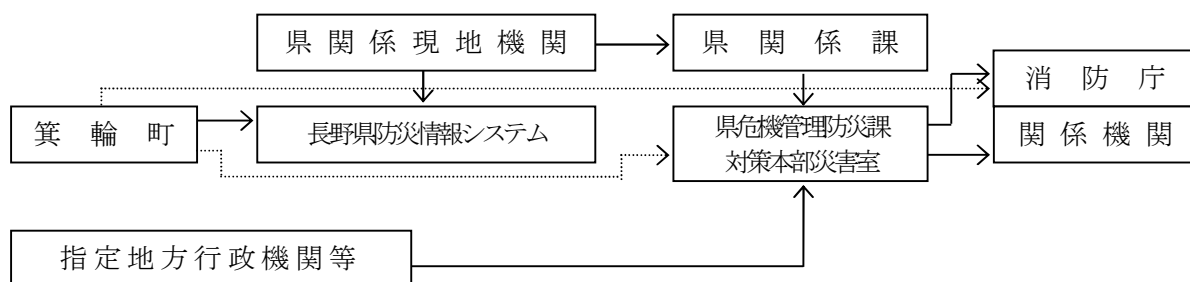 県関係現地機関
県関係課
消防庁
箕輪町
長野県防災情報システム
県危機管理防災課
対策本部災害室
関係機関
指定地方行政機関等